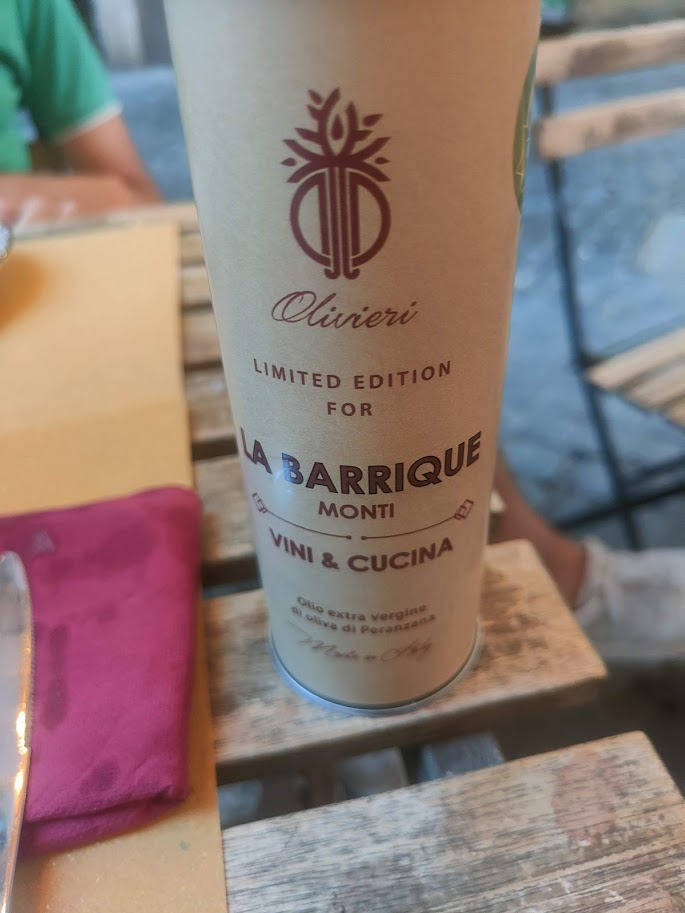 Olivieri
LIMITED EDITION
FOR
LA BARRIQUE
MONTI
VINI & CUCINA
Olio extra vergine
di oliva di Peranzana
Made in Italy